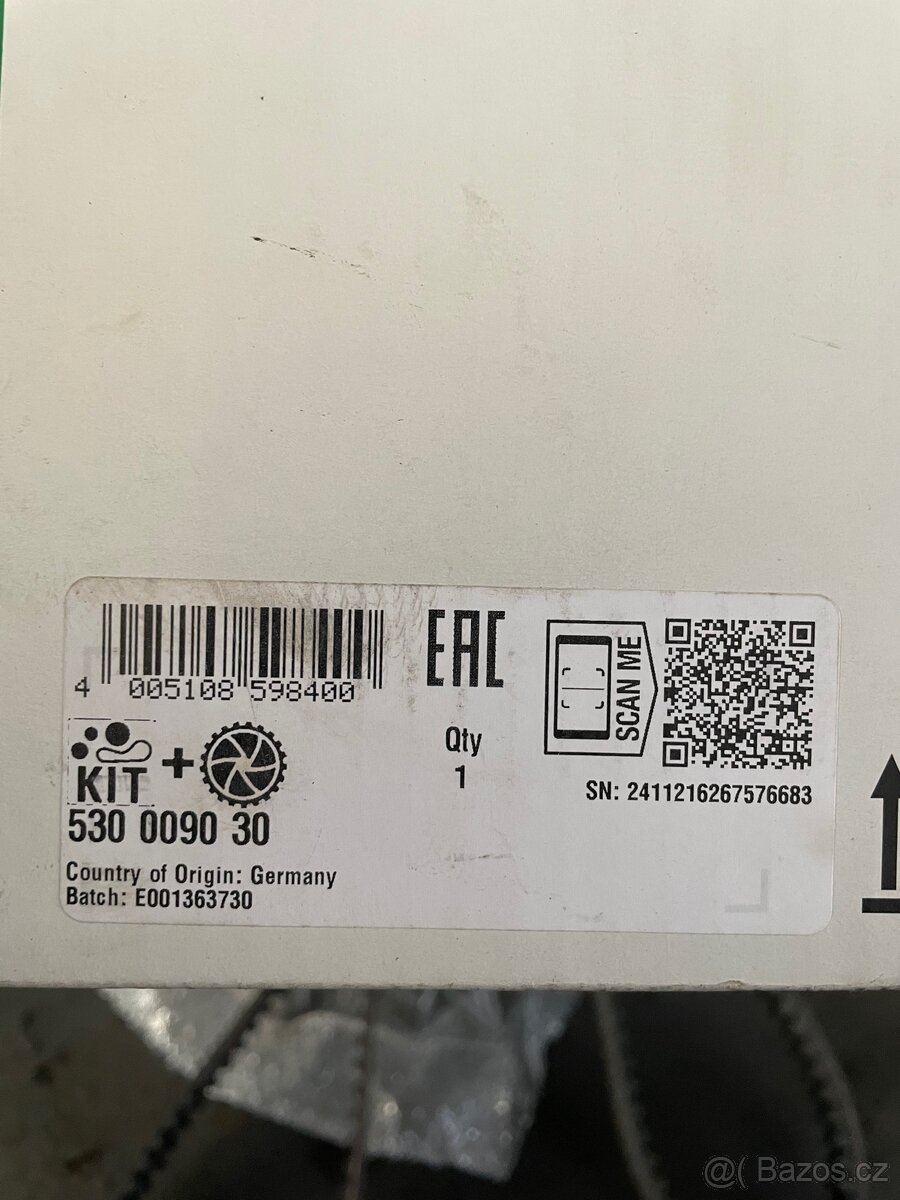 4 005108 598400
EAC
SCAN ME
Qty
1
SN: 2411216267576683
KIT +
530 0090 30
Country of Origin: Germany
Batch: E001363730
@( Bazos.cz